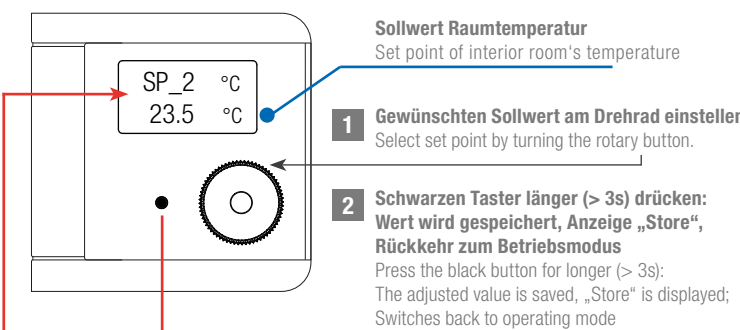 SP_2 °C
23.5 °C
Sollwert Raumtemperatur
Set point of interior room's temperature
1 Gewünschten Sollwert am Drehrad einstellen
Select set point by turning the rotary button.
2 Schwarzen Taster länger (> 3s) drücken:
Wert wird gespeichert, Anzeige „Store“,
Rückkehr zum Betriebsmodus
Press the black button for longer (> 3s):
The adjusted value is saved, „Store“ is displayed;
Switches back to operating mode